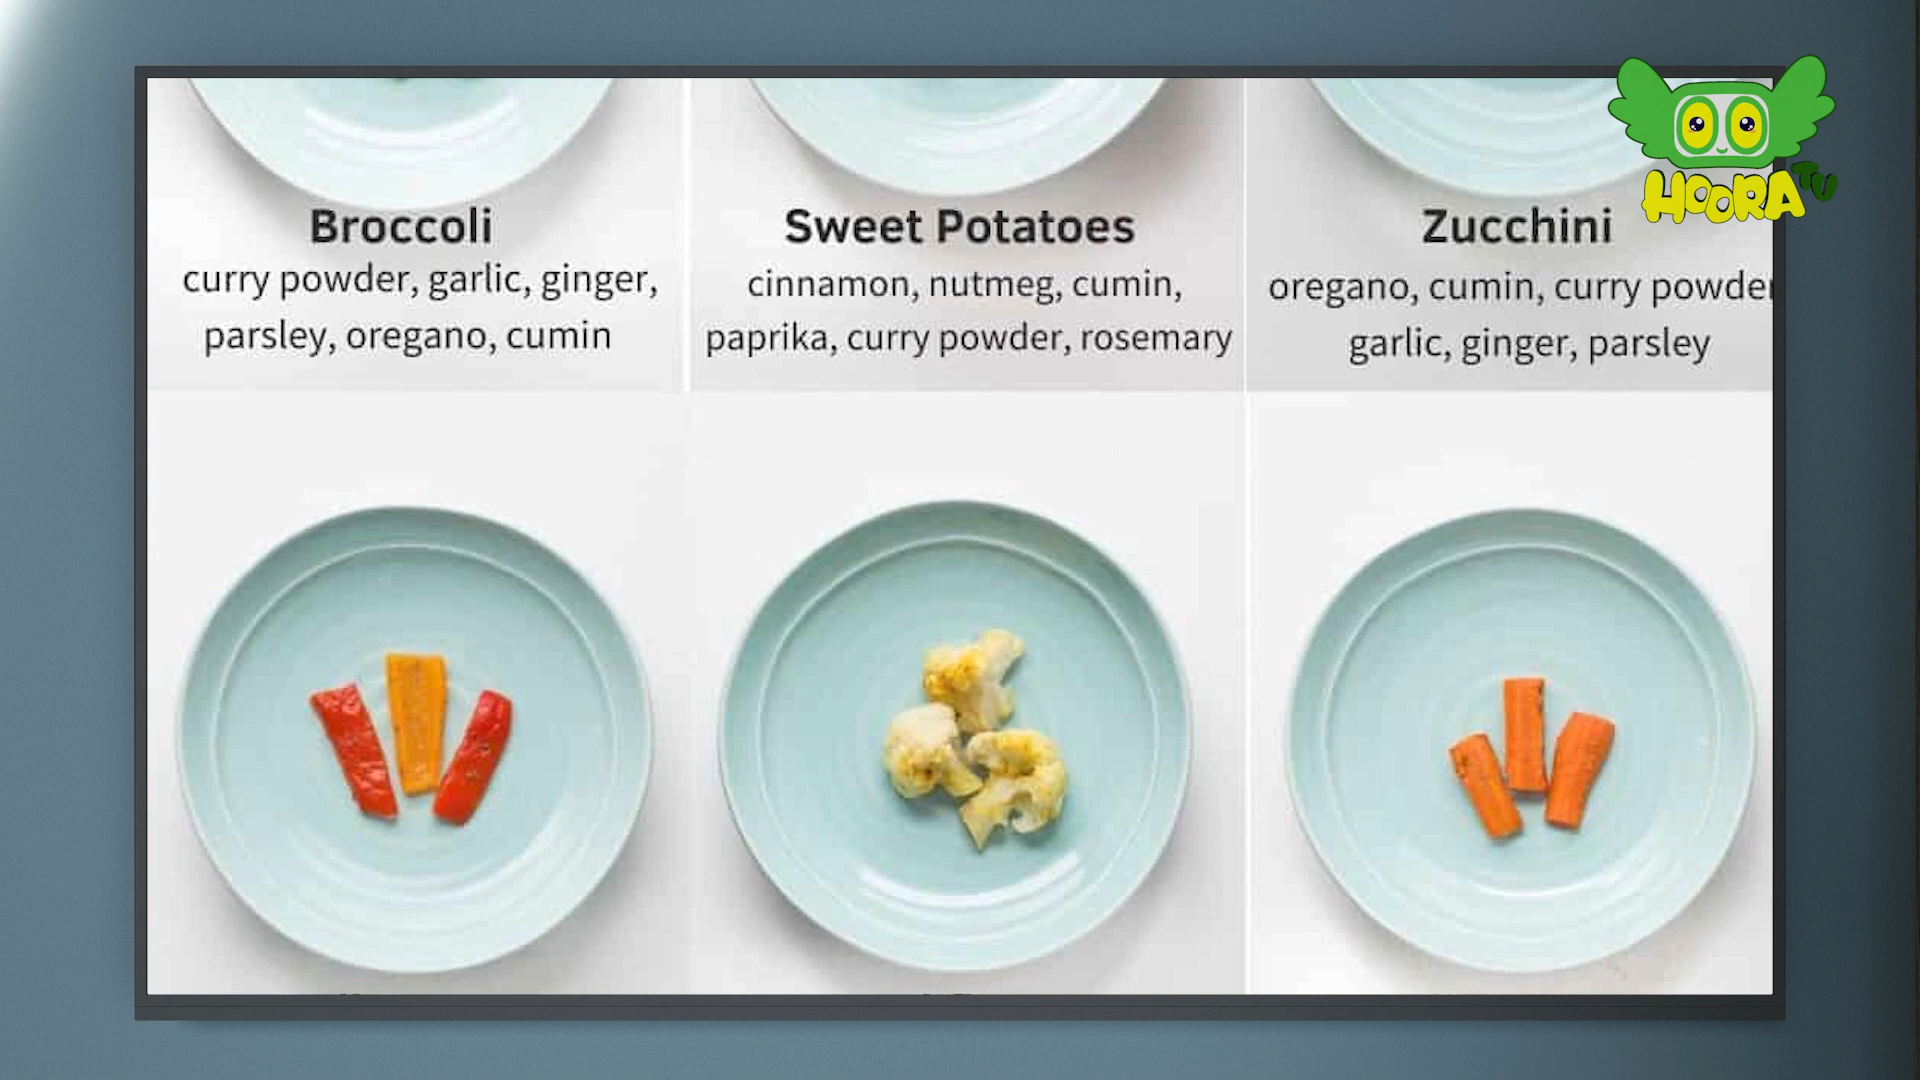 Broccoli
curry powder, garlic, ginger,
parsley, oregano, cumin
Sweet Potatoes
cinnamon, nutmeg, cumin,
paprika, curry powder, rosemary
Zucchini
oregano, cumin, curry powder
garlic, ginger, parsley
HOORA TV